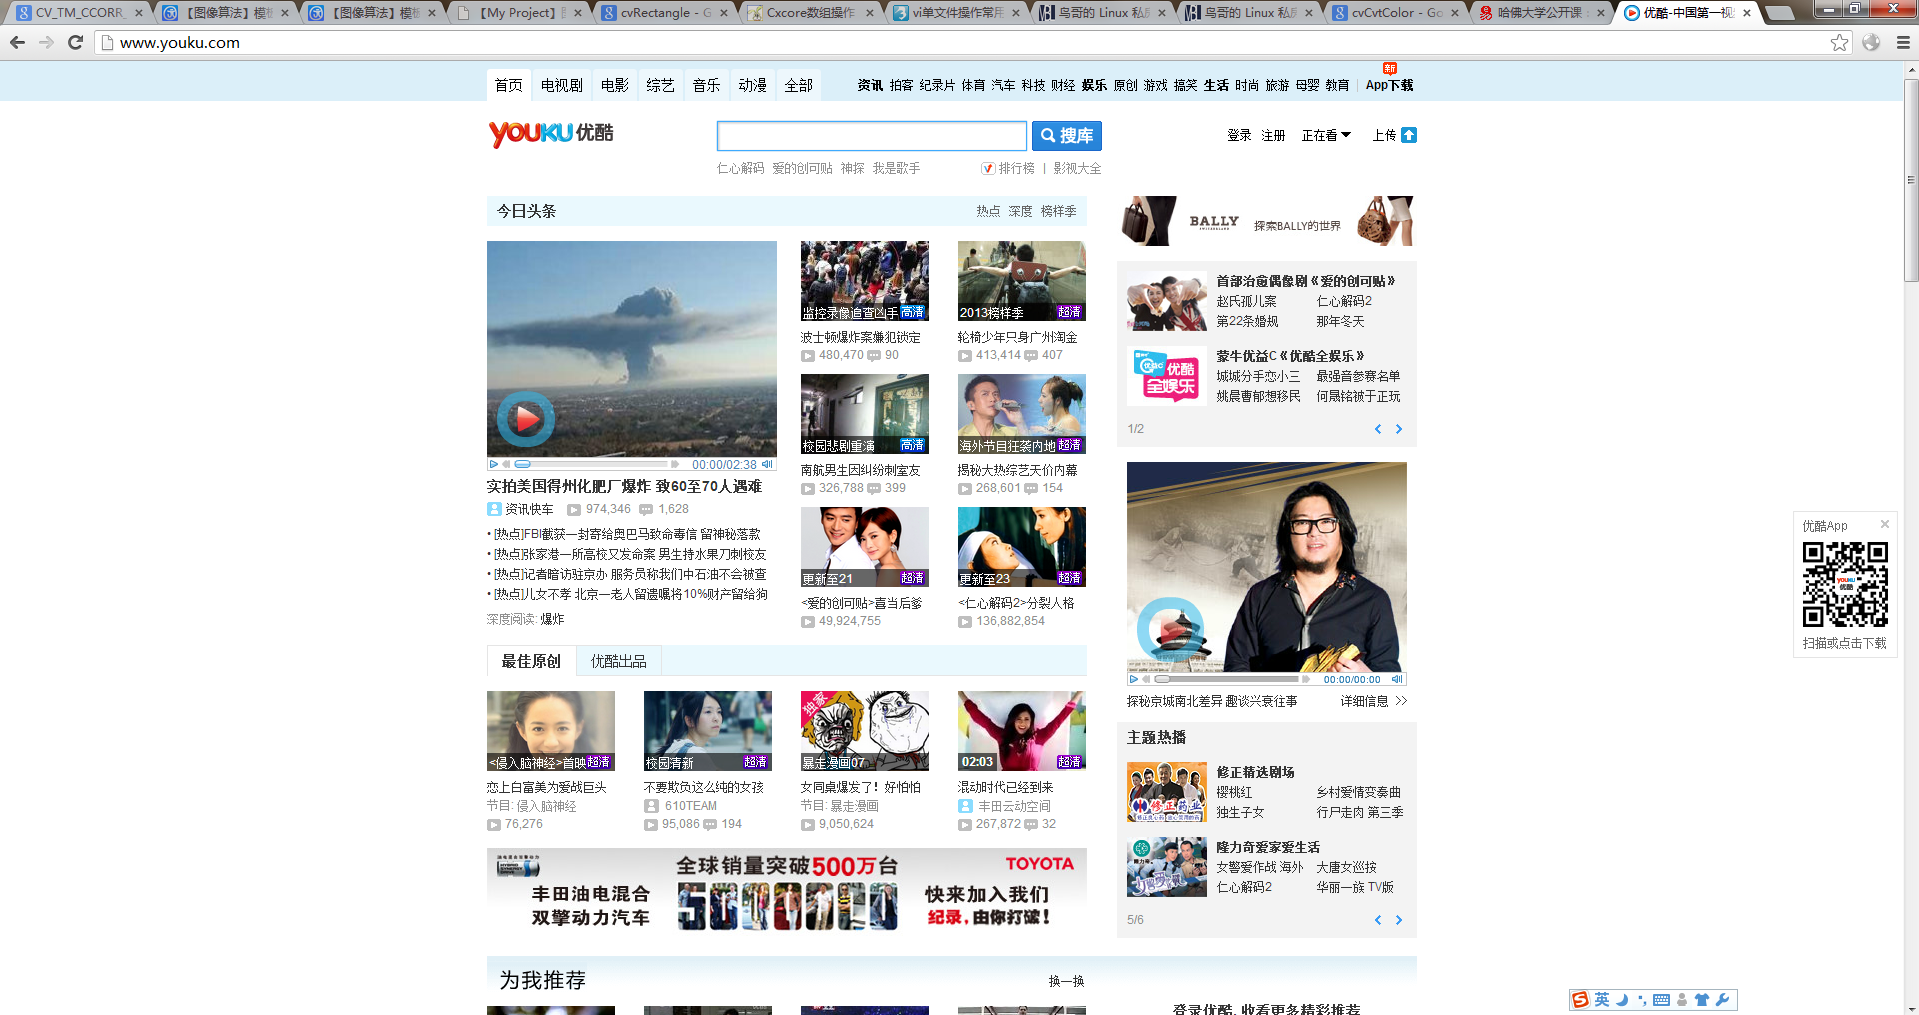 CV_TM_CCORR_
【图像算法】模板
【图像算法】模板
【My Project】
cvRectangle - G
Cxcore数组操作
vi单文件操作常用
鸟哥的 Linux 私
鸟哥的 Linux 私
cvCvtColor - Go
哈佛大学公开课
优酷-中国第一视
www.youku.com
首页 电视剧 电影 综艺 音乐 动漫 全部
资讯 拍客 纪录片 体育 汽车 科技 财经 娱乐 原创 游戏 搞笑 生活 时尚 旅游 母婴 教育 App下载
新
YOUKU 优酷
搜库
登录 注册 正在看 上传
仁心解码 爱的创可贴 神探 我是歌手
排行榜 | 影视大全
今日头条
热点 深度 榜样季
00:00/02:38
实拍美国得州化肥厂爆炸 致60至70人遇难
资讯快车 974,346 1,628
• [热点]FBI截获一封寄给奥巴马致命毒信 留神秘落款
• [热点]张家港一所高校又发命案 男生持水果刀刺校友
• [热点]记者暗访驻京办 服务员称我们中石油不会被查
• [热点]儿女不孝 北京一老人留遗嘱将10%财产留给狗
深度阅读: 爆炸
监控录像追查凶手 高清
波士顿爆炸案嫌犯锁定
480,470 90
2013榜样季 超清
轮椅少年只身广州淘金
413,414 407
校园悲剧重演 高清
南航男生因纠纷刺室友
326,788 399
海外节目狂袭内地 超清
揭秘大热综艺天价内幕
268,601 154
更新至21 超清
<爱的创可贴>喜当后爹
49,924,755
更新至23 超清
<仁心解码2>分裂人格
136,882,854
BALLY
SWITZERLAND
探索BALLY的世界
首部治愈偶像剧《爱的创可贴》
赵氏孤儿案 仁心解码2
第22条婚规 那年冬天
优酷
全娱乐
蒙牛优益C《优酷全娱乐》
城城分手恋小三 最强音参赛名单
姚晨曹郁想移民 何晟铭被于正玩
1/2
00:00/00:00
探秘京城南北差异 趣谈兴衰往事 详细信息 >>
优酷App
YOUKU
优酷
扫描或点击下载
最佳原创 优酷出品
<侵入脑神经>首映 超清
恋上白富美为爱战巨头
节目: 侵入脑神经
76,276
校园清新 超清
不要欺负这么纯的女孩
610TEAM
95,086 194
独家
暴走漫画07
女同桌爆发了！好怕怕
节目: 暴走漫画
9,050,624
02:03 超清
混动时代已经到来
丰田云动空间
267,872 32
主题热播
修正药业
修正精选剧场
樱桃红 乡村爱情变奏曲
独生子女 行尸走肉 第三季
隆力奇爱家爱生活
女警爱作战 海外 大唐女巡按
仁心解码2 华丽一族 TV版
5/6
全球销量突破500万台
TOYOTA
丰田油电混合
双擎动力汽车
快来加入我们
纪录，由你打破！
为我推荐
换一换
登录优酷, 收看更多精彩推荐
英